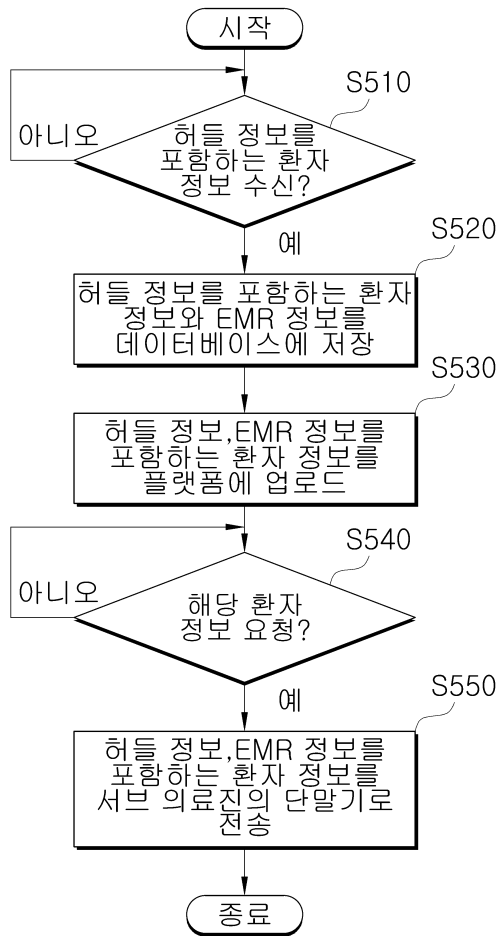 시작
S510
아니오
허들 정보를
포함하는 환자
정보 수신?
예
S520
허들 정보를 포함하는 환자
정보와 EMR 정보를
데이터베이스에 저장
S530
허들 정보,EMR 정보를
포함하는 환자 정보를
플랫폼에 업로드
S540
아니오
해당 환자
정보 요청?
예
S550
허들 정보,EMR 정보를
포함하는 환자 정보를
서브 의료진의 단말기로
전송
종료